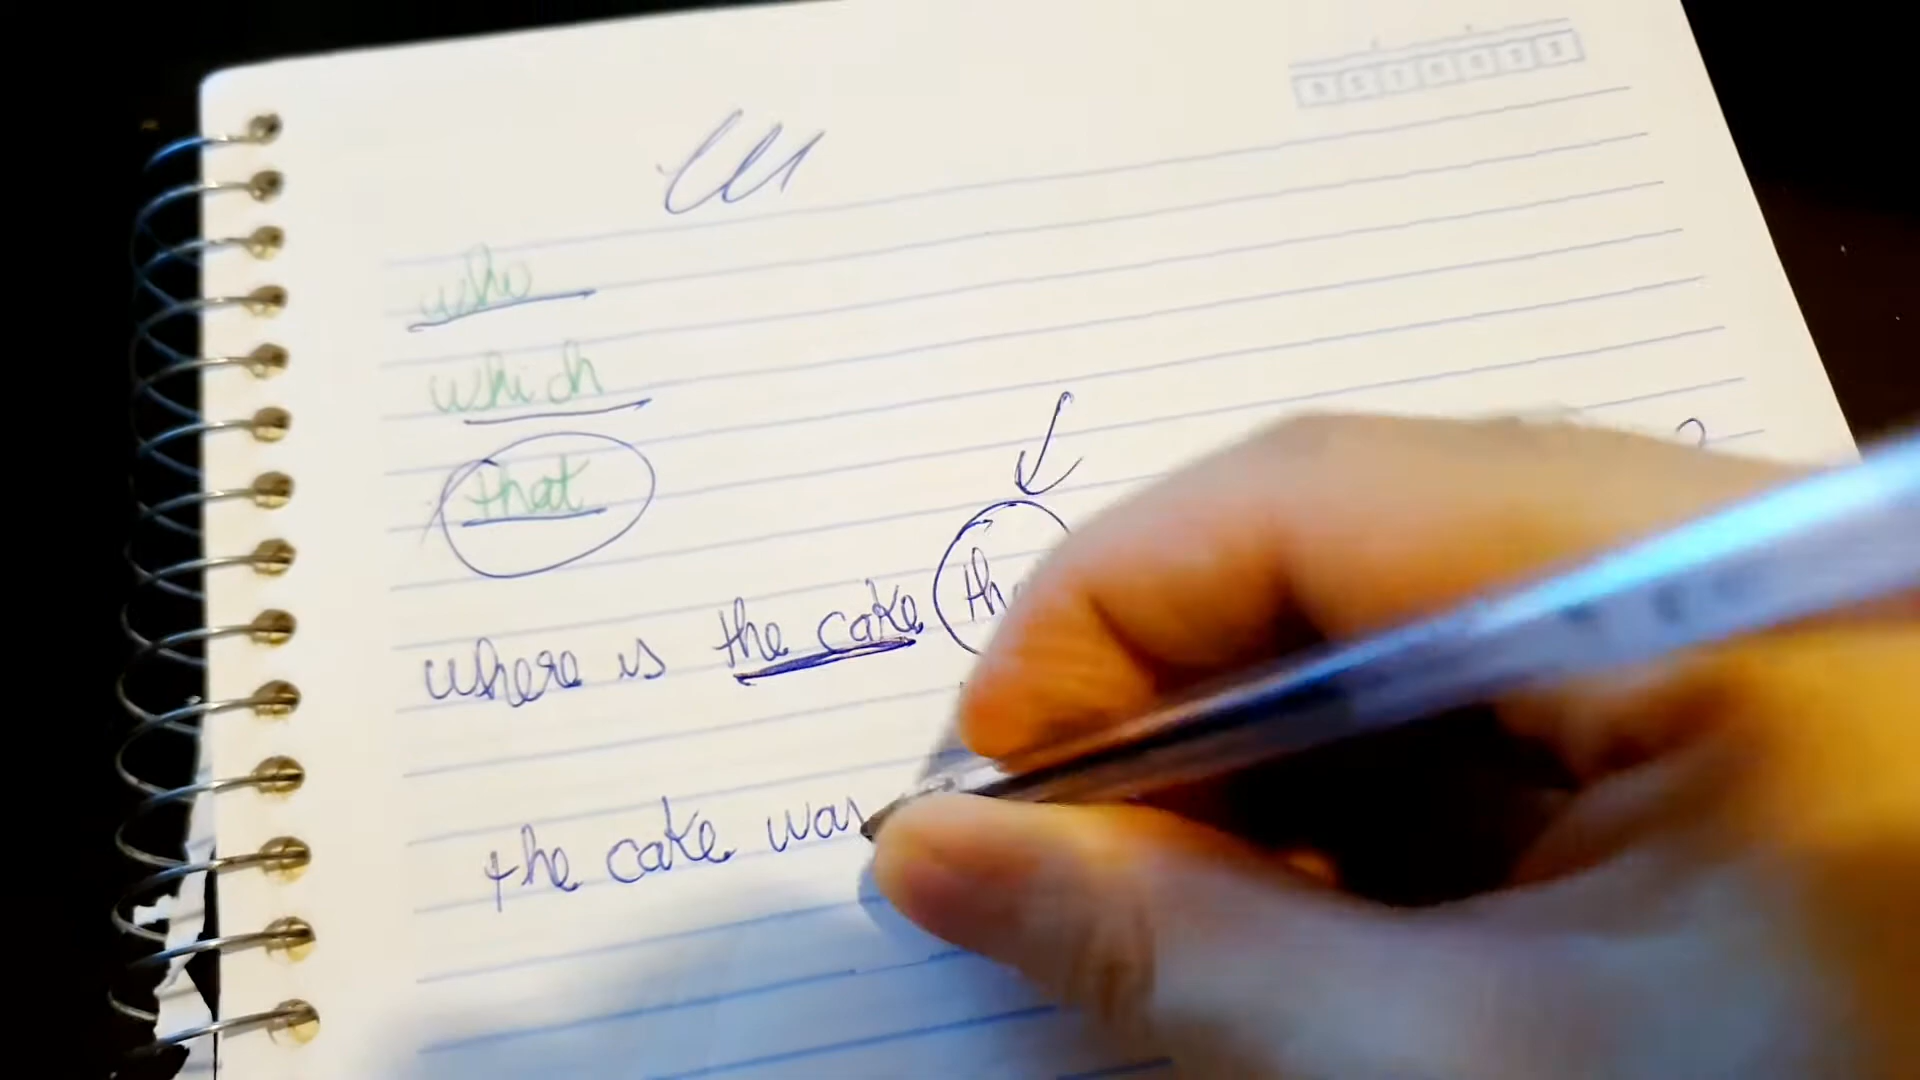 who
which
that
where is the cake ?
the cake was